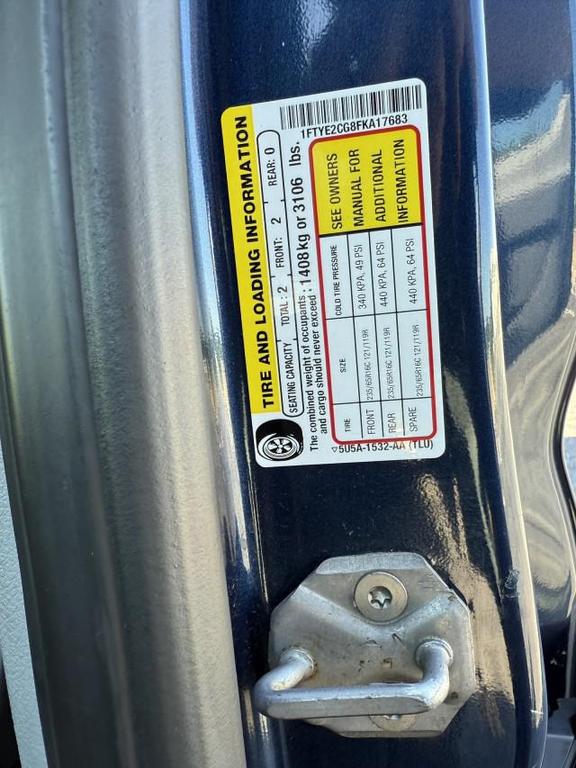 1FTYE2CG8FKA17683
TIRE AND LOADING INFORMATION
SEATING CAPACITY TOTAL: 2 FRONT: 2 REAR: 0
The combined weight of occupants and cargo should never exceed : 1408kg or 3106 lbs.
TIRE SIZE COLD TIRE PRESSURE
FRONT 235/65R16C 121/119R 340 KPA, 49 PSI
REAR 235/65R16C 121/119R 440 KPA, 64 PSI
SPARE 235/65R16C 121/119R 440 KPA, 64 PSI
SEE OWNERS
MANUAL FOR
ADDITIONAL
INFORMATION
5U5A-1532-AA (TLU)